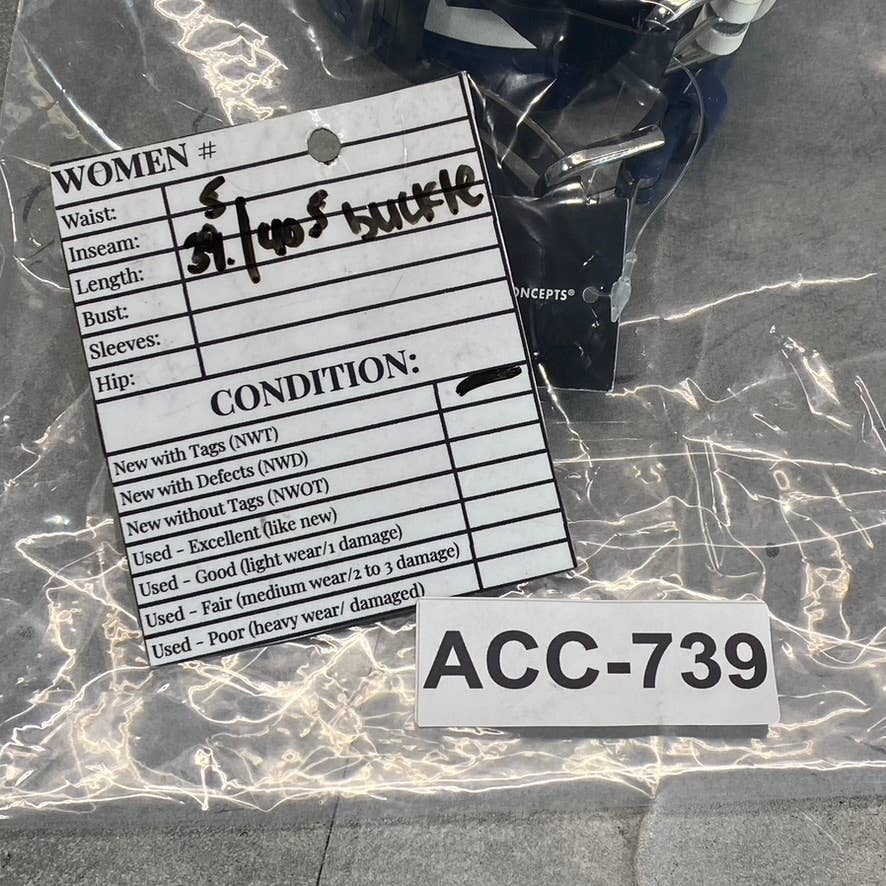 WOMEN #
Waist: S
Inseam: 39./40 S buckle
Length:
Bust:
Sleeves:
Hip:
CONDITION:
New with Tags (NWT)
New with Defects (NWD)
New without Tags (NWOT)
Used - Excellent (like new)
Used - Good (light wear/1 damage)
Used - Fair (medium wear/2 to 3 damage)
Used - Poor (heavy wear/ damaged)
ONCEPTS®
ACC-739